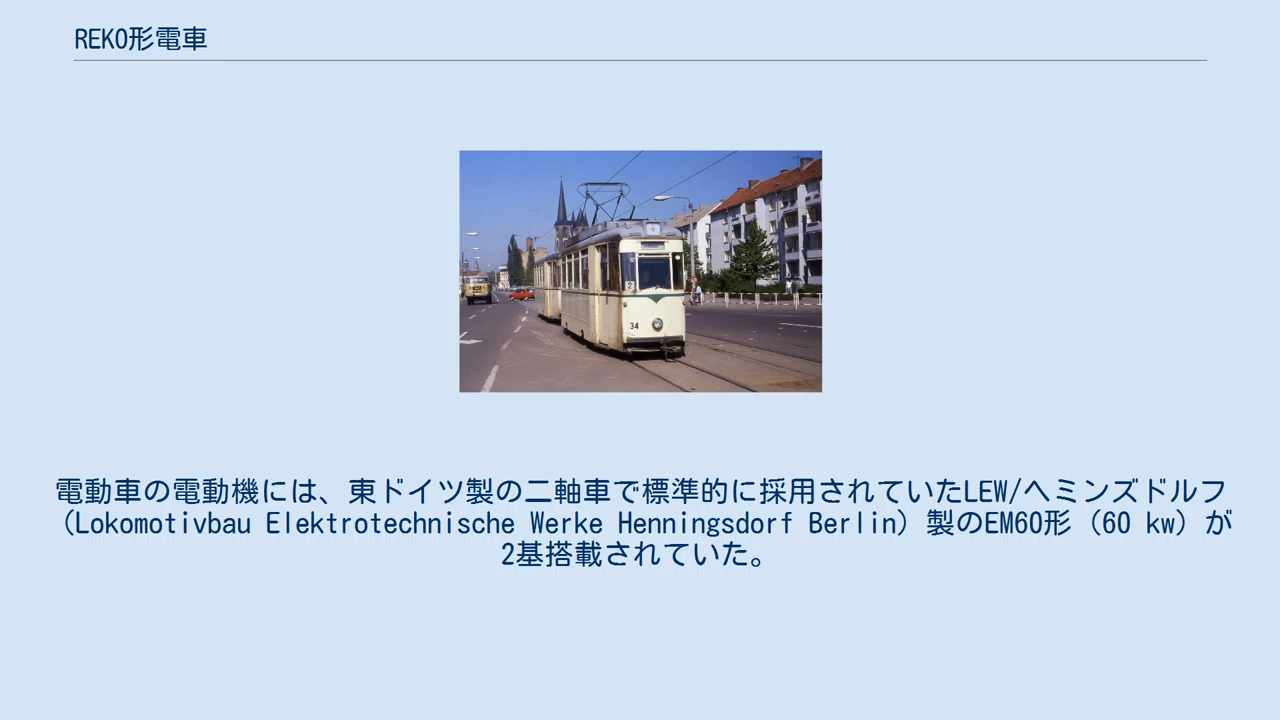 REKO形電車
34
2
電動車の電動機には、東ドイツ製の二軸車で標準的に採用されていたLEW/ヘミンズドルフ
（Lokomotivbau Elektrotechnische Werke Henningsdorf Berlin）製のEM60形（60 kw）が
2基搭載されていた。